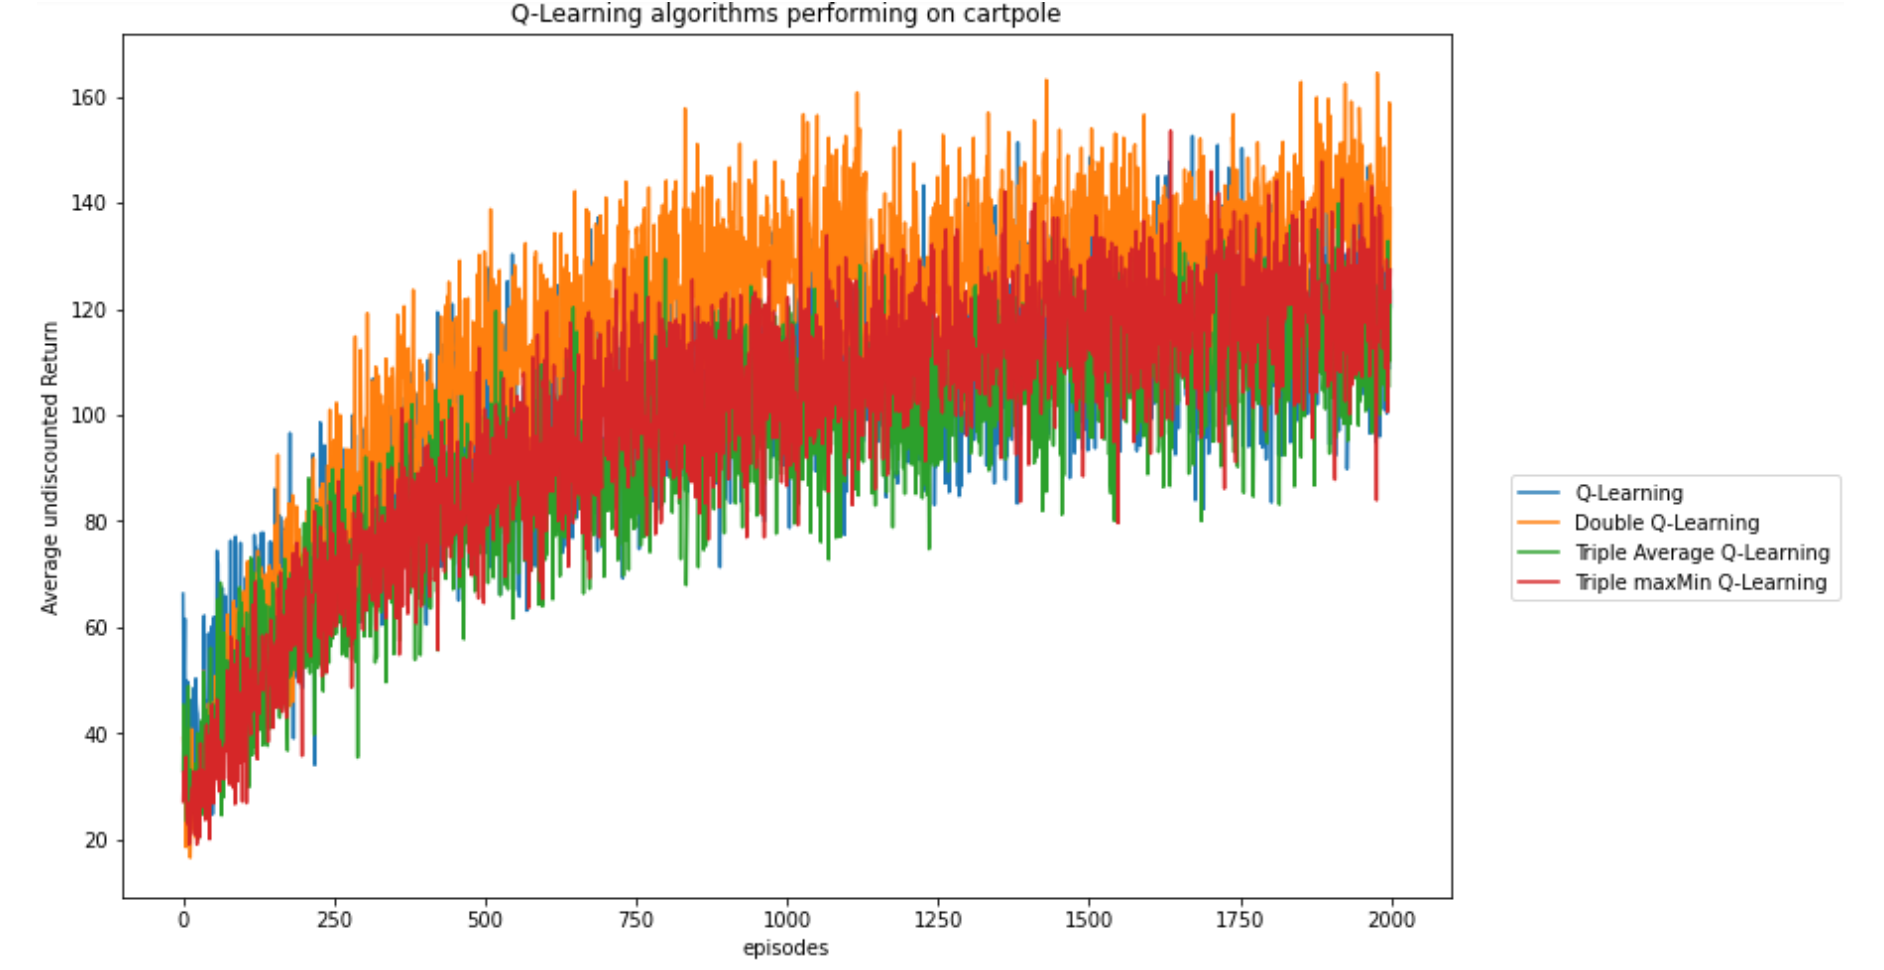 Q-Learning algorithms performing on cartpole
160
140
120
100
80
60
40
20
Average undiscounted Return
0 250 500 750 1000 1250 1500 1750 2000
episodes
Q-Learning
Double Q-Learning
Triple Average Q-Learning
Triple maxMin Q-Learning